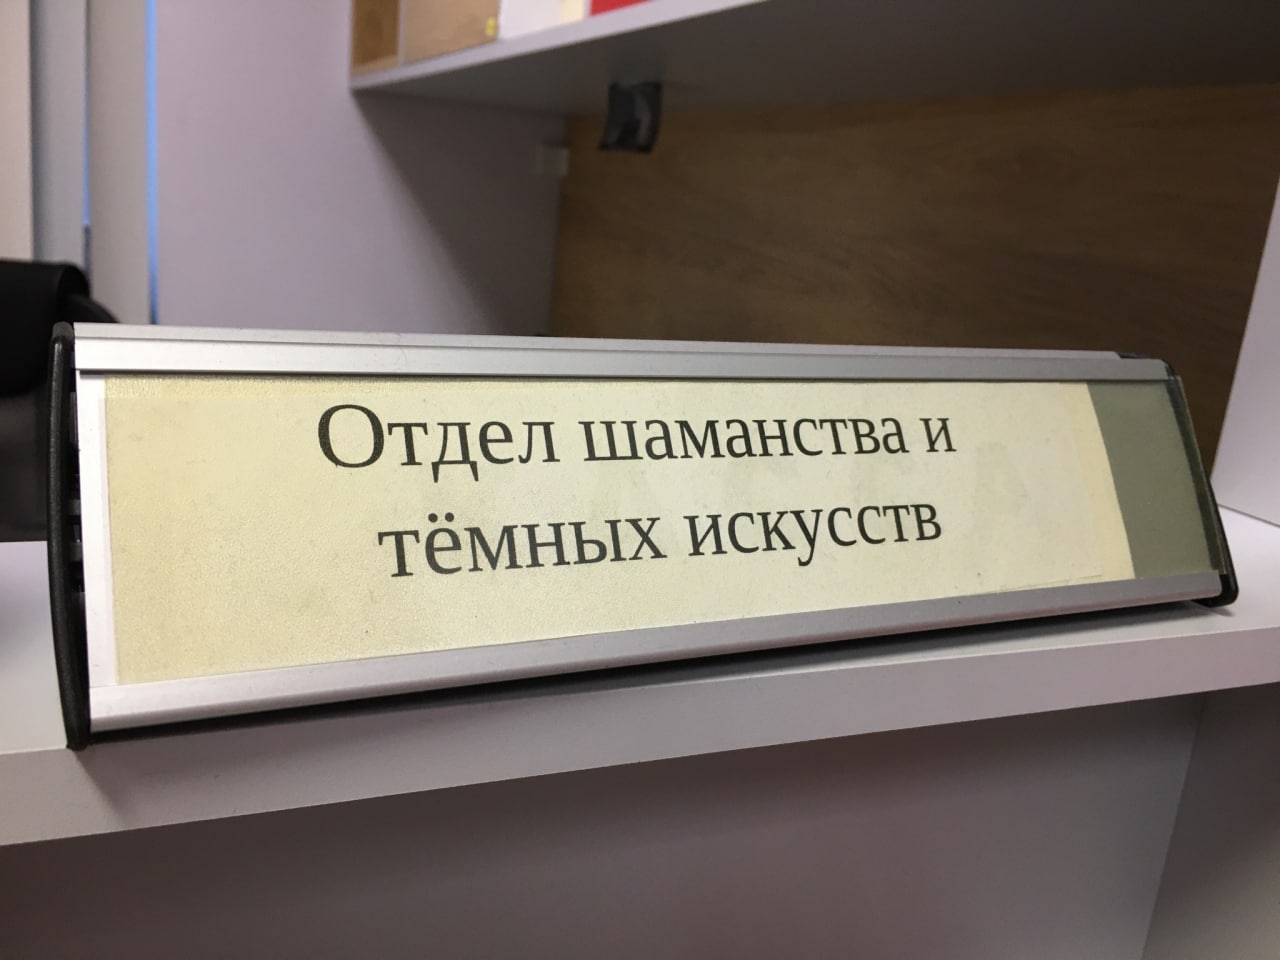 Отдел шаманства и
тёмных искусств